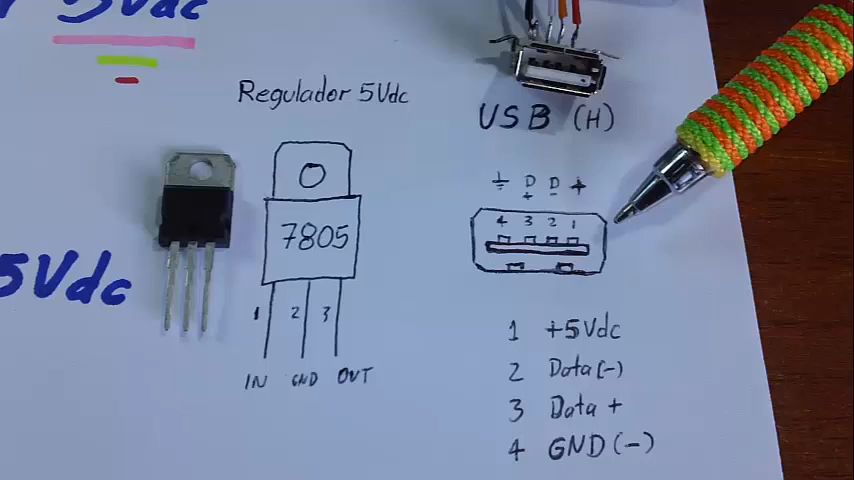 5Vdc
Regulador 5Vdc
USB (H)
⏚ D+ D- +
4 3 2 1
7805
5Vdc
1 2 3
IN GND OUT
1 +5Vdc
2 Data(-)
3 Data +
4 GND(-)